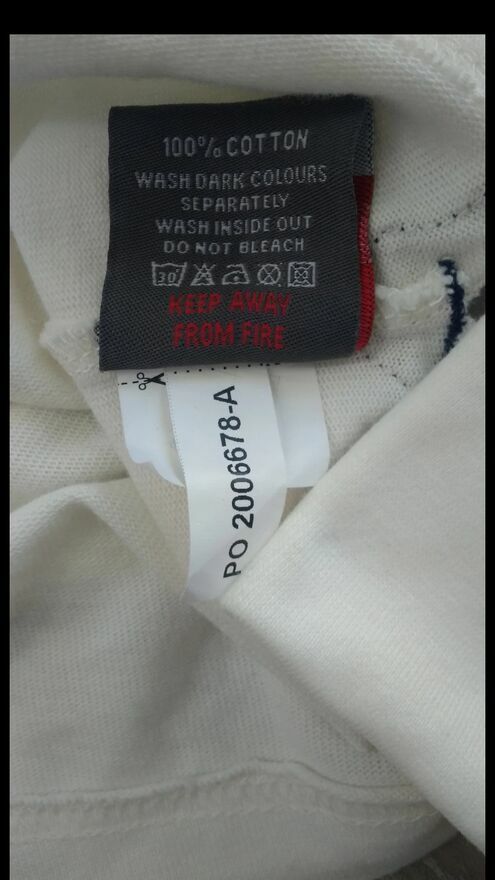 100% COTTON
WASH DARK COLOURS
SEPARATELY
WASH INSIDE OUT
DO NOT BLEACH
30°
KEEP AWAY
FROM FIRE
PO 2006678-A